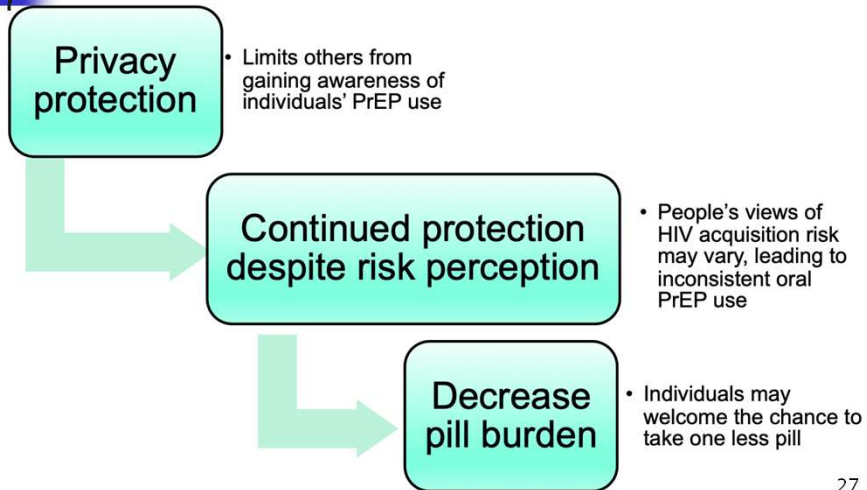 Privacy
protection
• Limits others from
gaining awareness of
individuals’ PrEP use
Continued protection
despite risk perception
• People’s views of
HIV acquisition risk
may vary, leading to
inconsistent oral
PrEP use
Decrease
pill burden
• Individuals may
welcome the chance to
take one less pill
27